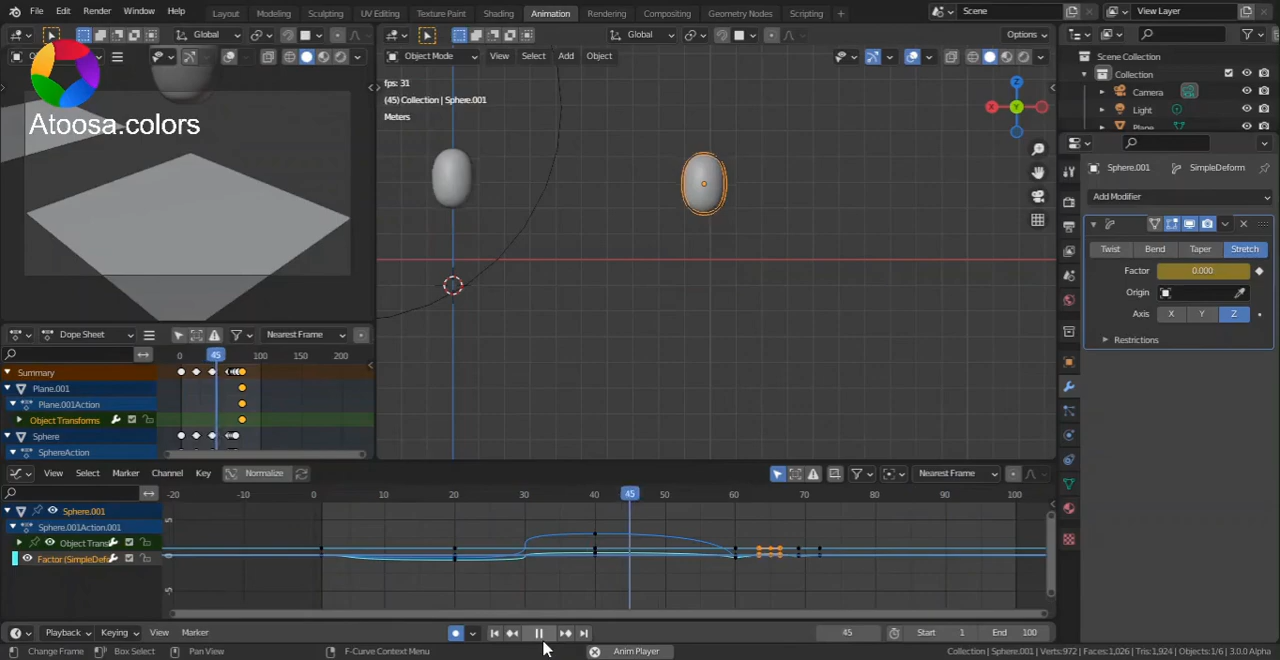 File Edit Render Window Help Layout Modeling Sculpting UV Editing Texture Paint Shading Animation Rendering Compositing Geometry Nodes Scripting + Scene View Layer
Global Global Options
Object Mode View Select Add Object Scene Collection
Collection
Camera
Light
Plane
Atoosa.colors
fps: 31
(45) Collection | Sphere.001
Meters
Z
X
Y
Sphere.001 SimpleDeform
Add Modifier
Twist Bend Taper Stretch
Factor 0.000
Origin
Axis X Y Z
Restrictions
Dope Sheet Nearest Frame
0 45 100 150 200
Summary
Plane.001
Plane.001Action
Object Transforms
Sphere
SphereAction
View Select Marker Channel Key Normalize Nearest Frame
-20 -10 0 10 20 30 40 45 50 60 70 80 90 100
Sphere.001
Sphere.001Action.001
Object Trans
Factor (SimpleDef
5
0
-5
Playback Keying View Marker 45 Start 1 End 100
Change Frame Box Select Pan View F-Curve Context Menu Anim Player Collection | Sphere.001 | Verts:972 | Faces:1,026 | Tris:1,924 | Objects:1/6 | 3.0.0 Alpha